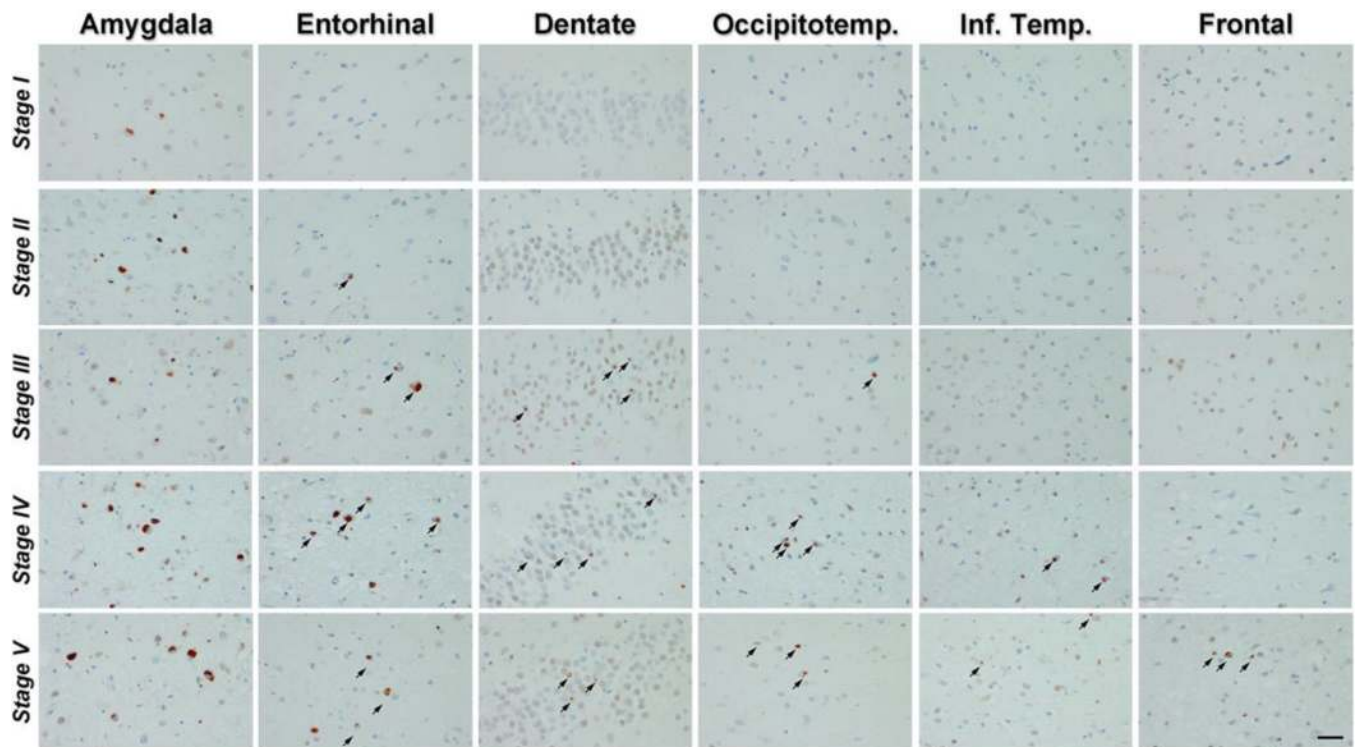 Amygdala Entorhinal Dentate Occipitotemp. Inf. Temp. Frontal
Stage I
Stage II
Stage III
Stage IV
Stage V